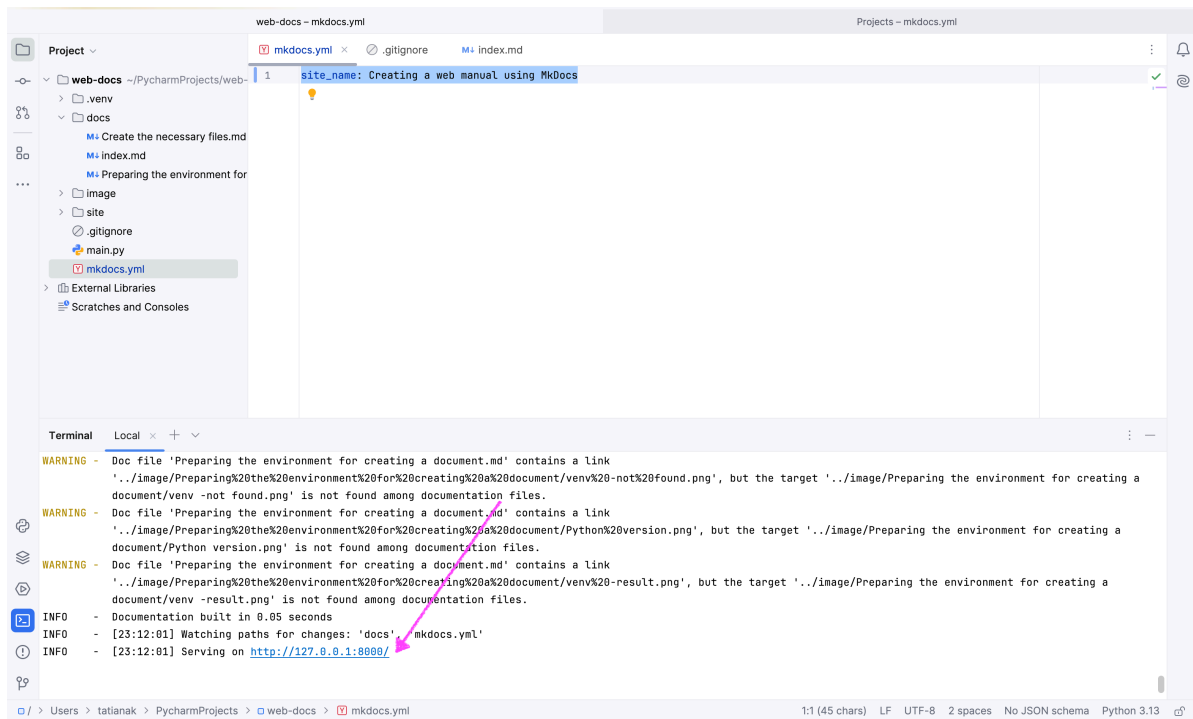 web-docs – mkdocs.yml
Projects – mkdocs.yml
Project
mkdocs.yml
.gitignore
M↓ index.md
web-docs ~/PycharmProjects/web-
.venv
docs
M↓ Create the necessary files.md
M↓ index.md
M↓ Preparing the environment for
image
site
.gitignore
main.py
mkdocs.yml
External Libraries
Scratches and Consoles
1 site_name: Creating a web manual using MkDocs
Terminal Local
WARNING - Doc file 'Preparing the environment for creating a document.md' contains a link
'../image/Preparing%20the%20environment%20for%20creating%20a%20document/venv%20-not%20found.png', but the target '../image/Preparing the environment for creating a
document/venv -not found.png' is not found among documentation files.
WARNING - Doc file 'Preparing the environment for creating a document.md' contains a link
'../image/Preparing%20the%20environment%20for%20creating%20a%20document/Python%20version.png', but the target '../image/Preparing the environment for creating a
document/Python version.png' is not found among documentation files.
WARNING - Doc file 'Preparing the environment for creating a document.md' contains a link
'../image/Preparing%20the%20environment%20for%20creating%20a%20document/venv%20-result.png', but the target '../image/Preparing the environment for creating a
document/venv -result.png' is not found among documentation files.
INFO - Documentation built in 0.05 seconds
INFO - [23:12:01] Watching paths for changes: 'docs', 'mkdocs.yml'
INFO - [23:12:01] Serving on http://127.0.0.1:8000/
/ > Users > tatianak > PycharmProjects > web-docs > mkdocs.yml
1:1 (45 chars) LF UTF-8 2 spaces No JSON schema Python 3.13